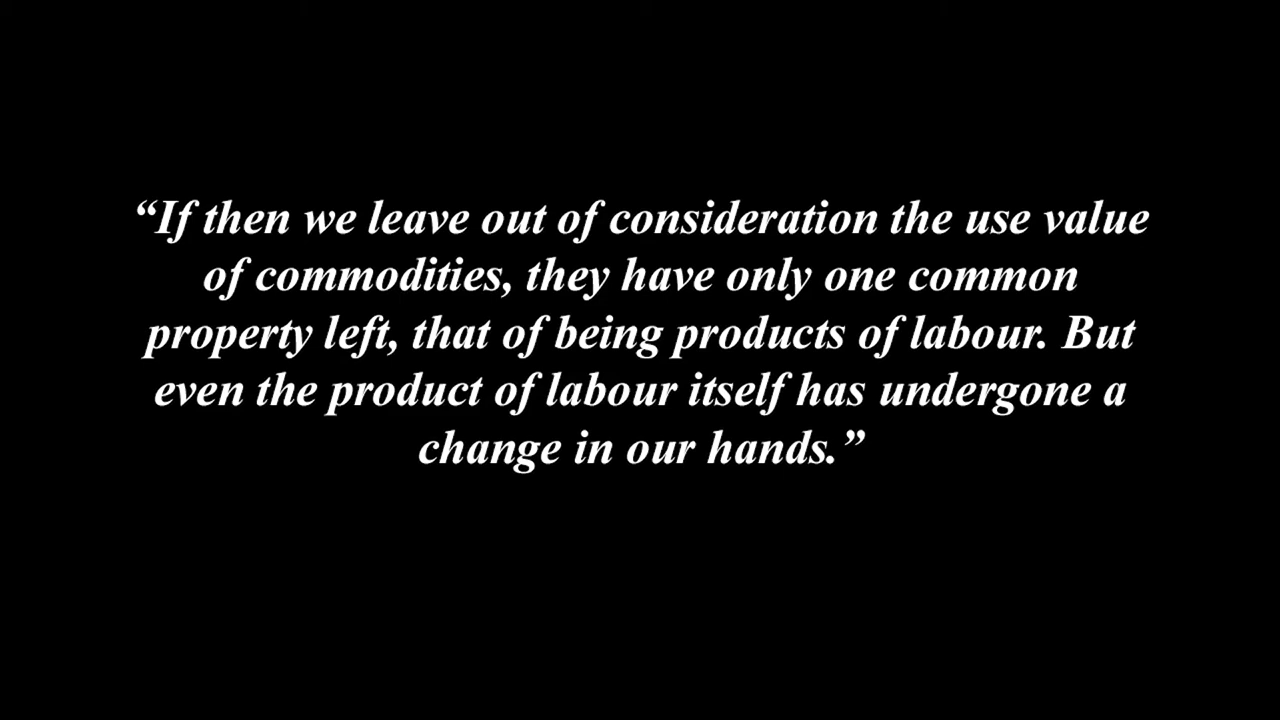 “If then we leave out of consideration the use value
of commodities, they have only one common
property left, that of being products of labour. But
even the product of labour itself has undergone a
change in our hands.”